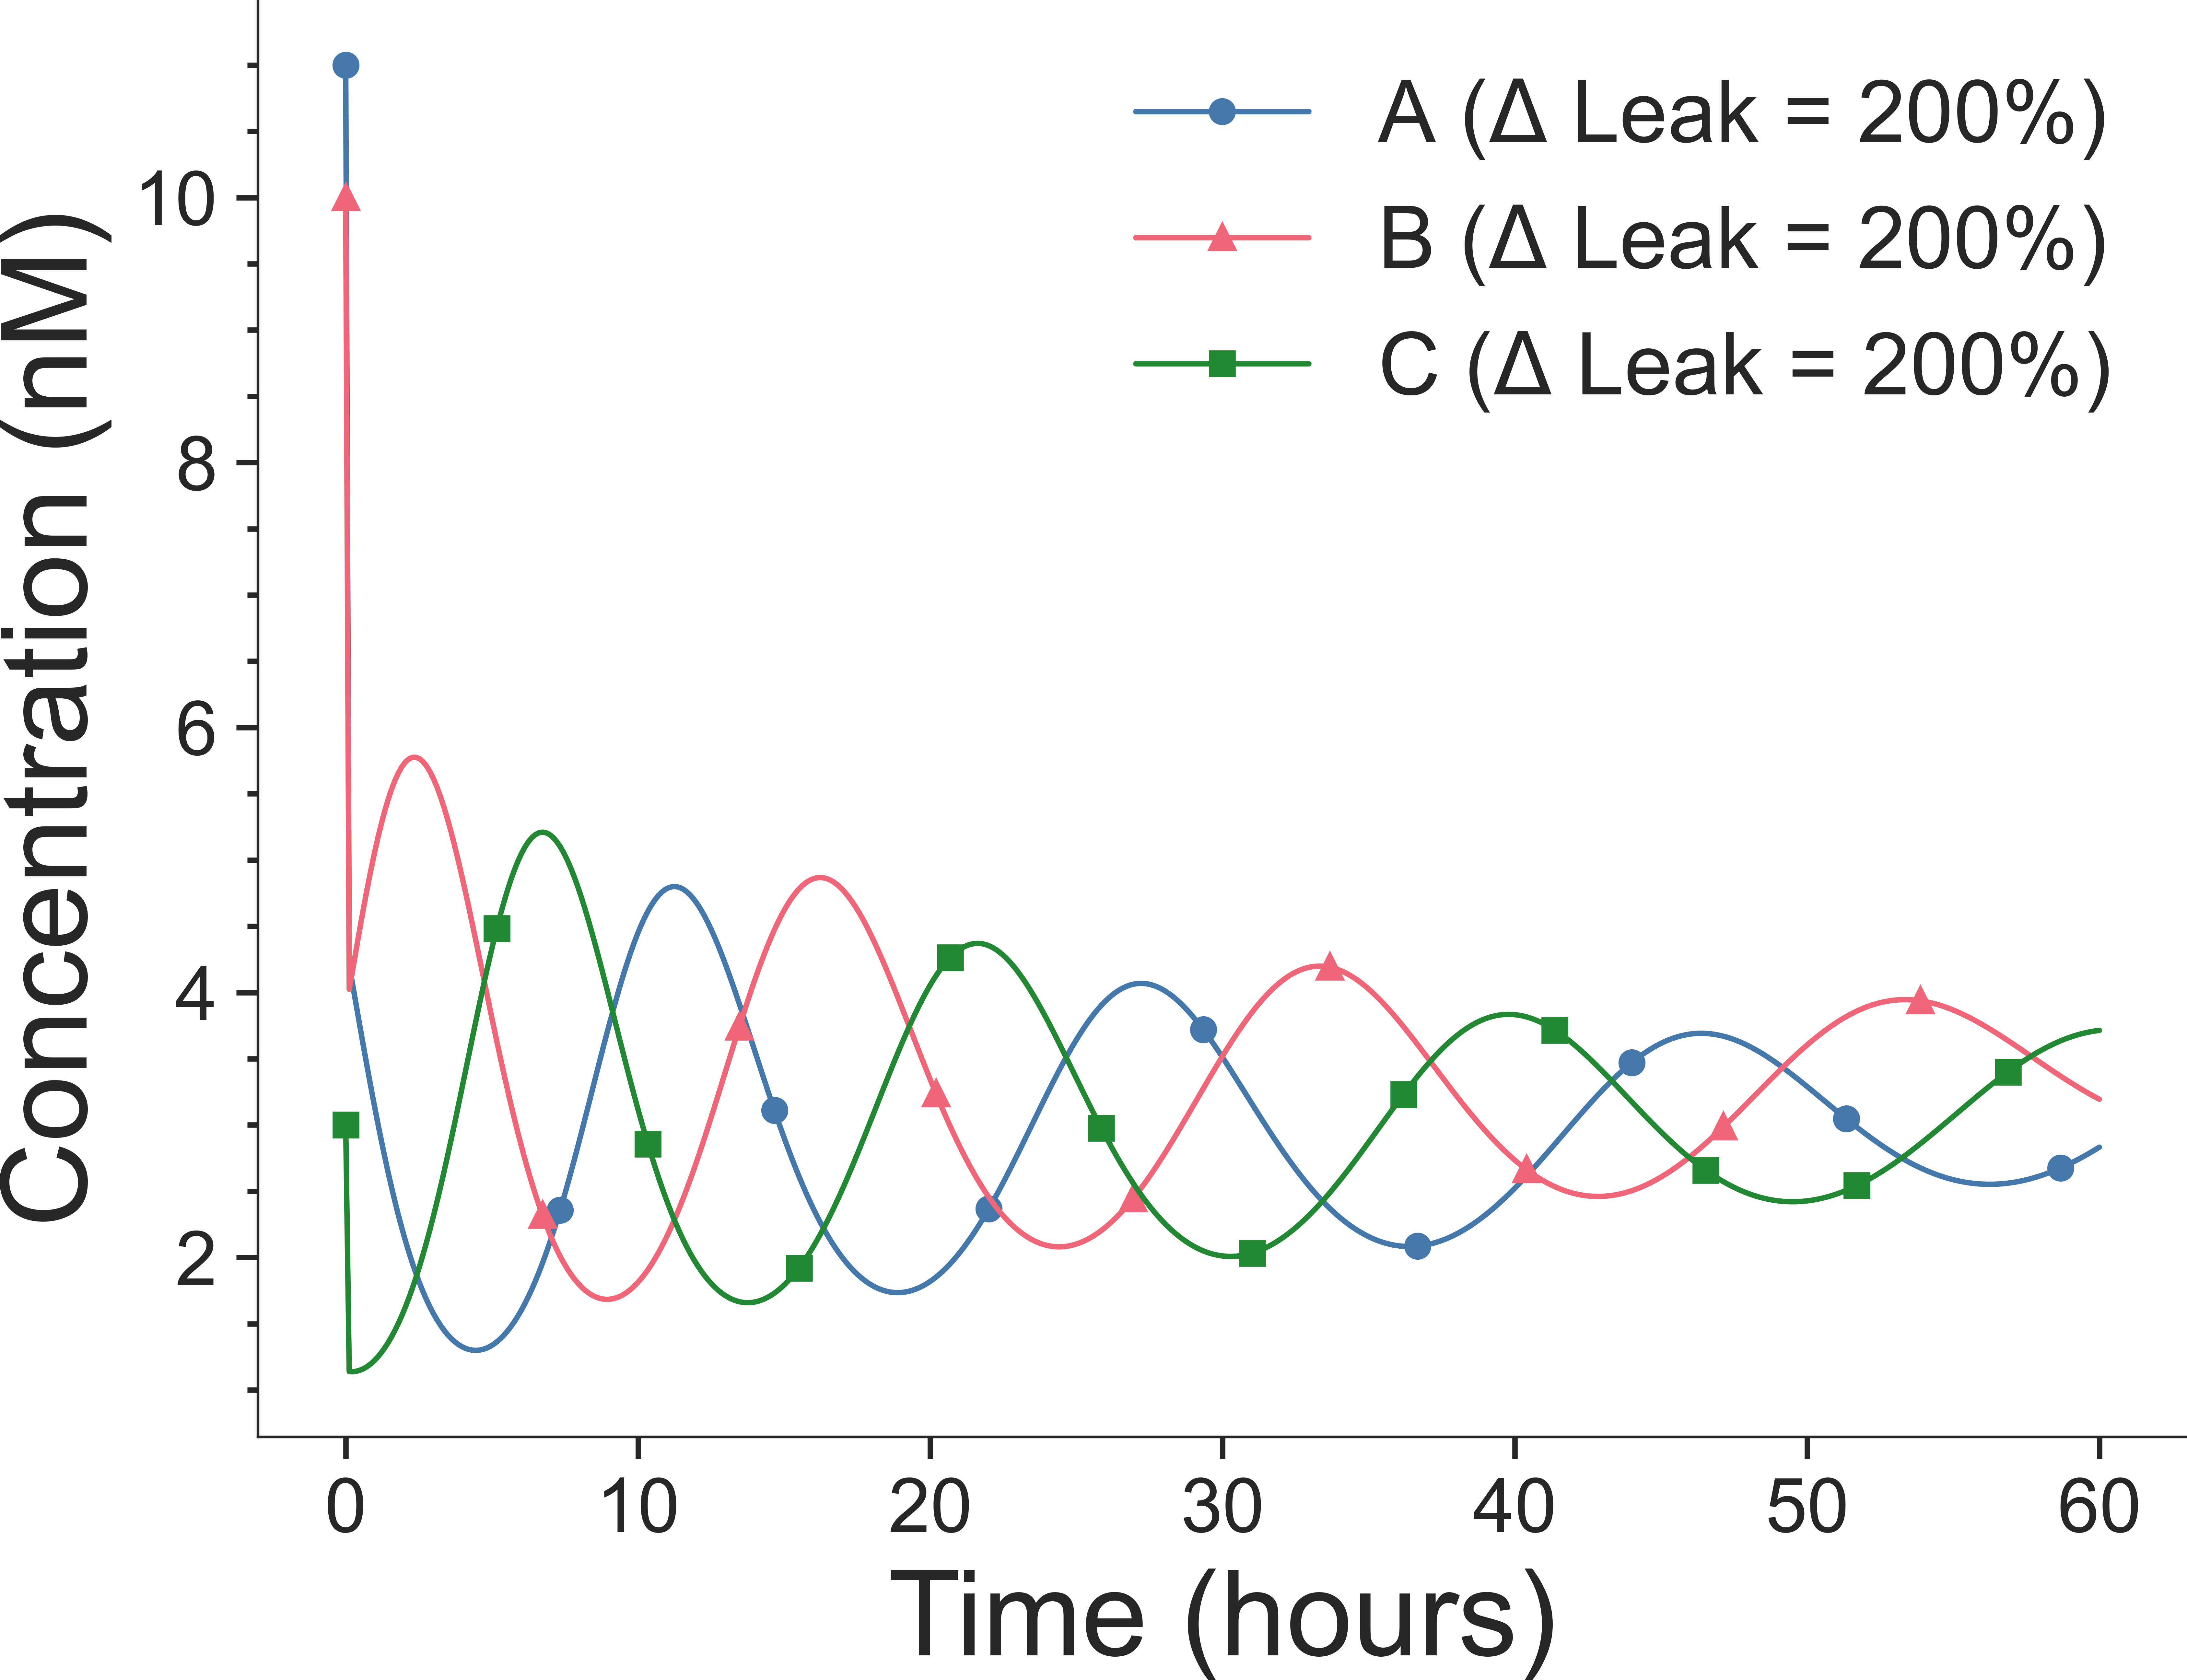 Concentration (nM)
10
8
6
4
2
A (Δ Leak = 200%)
B (Δ Leak = 200%)
C (Δ Leak = 200%)
0 10 20 30 40 50 60
Time (hours)